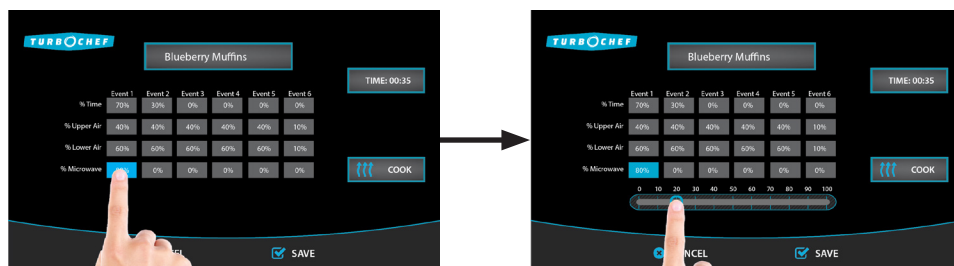 TURBOCHEF
Blueberry Muffins
TIME: 00:35
Event 1 Event 2 Event 3 Event 4 Event 5 Event 6
% Time 70% 30% 0% 0% 0% 0%
% Upper Air 40% 40% 40% 40% 40% 10%
% Lower Air 60% 60% 60% 60% 60% 10%
% Microwave 0% 0% 0% 0% 0%
COOK
SAVE
TURBOCHEF
Blueberry Muffins
TIME: 00:35
Event 1 Event 2 Event 3 Event 4 Event 5 Event 6
% Time 70% 30% 0% 0% 0% 0%
% Upper Air 40% 40% 40% 40% 40% 10%
% Lower Air 60% 60% 60% 60% 60% 10%
% Microwave 80% 0% 0% 0% 0% 0%
COOK
0 10 20 30 40 50 60 70 80 90 100
NCEL
SAVE